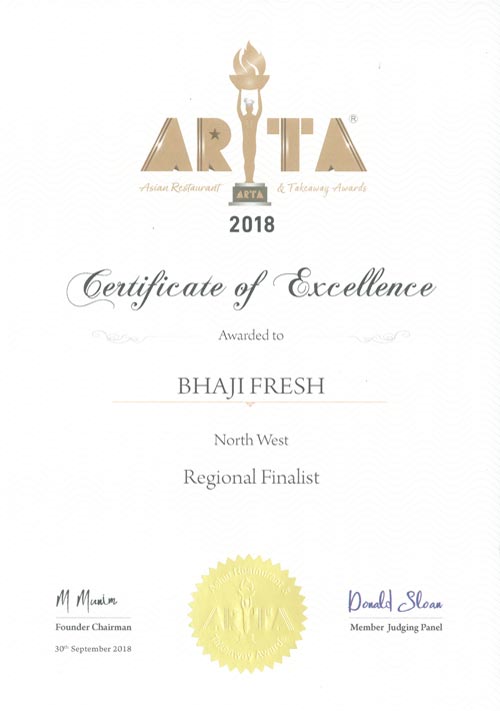 ARTA®
Asian Restaurant & Takeaway Awards
ARTA
2018
Certificate of Excellence
Awarded to
BHAJI FRESH
North West
Regional Finalist
M Munim
Donald Sloan
Founder Chairman
Member Judging Panel
30th September 2018
Asian Restaurant &
ARTA
Takeaway Awards